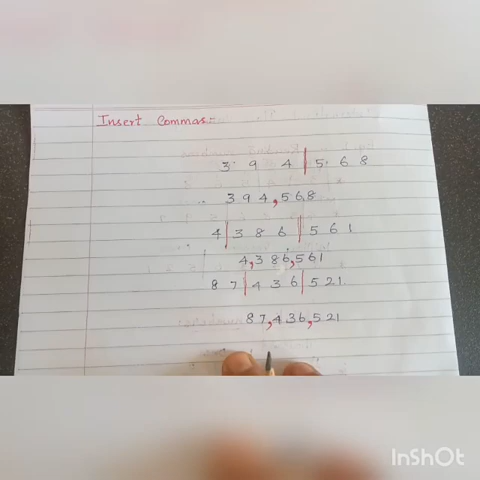 Insert Commas:
3 9 4 | 5 6 8
3 9 4 , 5 6 8
4 | 3 8 6 | 5 6 1
4 , 3 8 6 , 5 6 1
8 7 | 4 3 6 | 5 2 1
8 7 , 4 3 6 , 5 2 1
InShOt